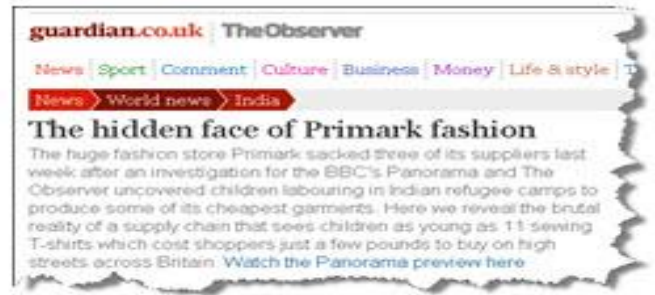 guardian.co.uk TheObserver
News Sport Comment Culture Business Money Life & style T
News World news India
The hidden face of Primark fashion
The huge fashion store Primark sacked three of its suppliers last
week after an investigation for the BBC's Panorama and The
Observer uncovered children labouring in Indian refugee camps to
produce some of its cheapest garments. Here we reveal the brutal
reality of a supply chain that sees children as young as 11 sewing
T-shirts which cost shoppers just a few pounds to buy on high
streets across Britain. Watch the Panorama preview here